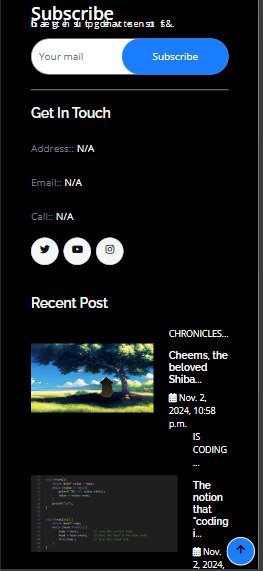 Subscribe
Your mail
Subscribe
Get In Touch
Address:: N/A
Email:: N/A
Call:: N/A
Recent Post
CHRONICLES...
Cheems, the
beloved
Shiba...
Nov. 2,
2024, 10:58
p.m.
IS
CODING
...
The
notion
that
"coding
i...
Nov.
2, 2024,